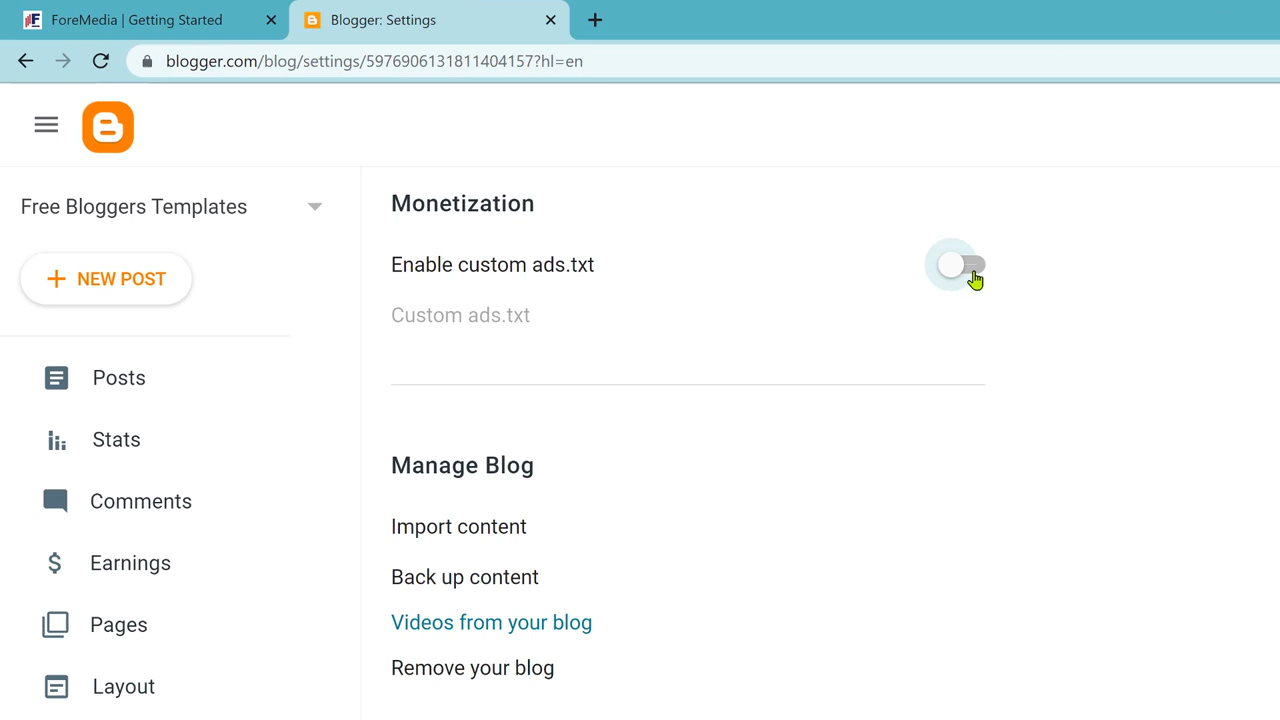 ForeMedia | Getting Started
Blogger: Settings
blogger.com/blog/settings/5976906131811404157?hl=en
Free Bloggers Templates
NEW POST
Posts
Stats
Comments
Earnings
Pages
Layout
Monetization
Enable custom ads.txt
Custom ads.txt
Manage Blog
Import content
Back up content
Videos from your blog
Remove your blog